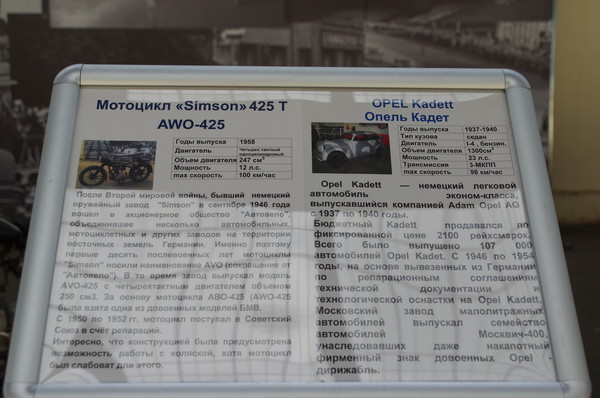 Мотоцикл «Simson» 425 Т
AWO-425
Годы выпуска 1958
Двигатель Четырех тактный одноцилиндровый
Объем двигателя 247 см³
Мощность 12 л.с.
max скорость 100 км/час
После Второй мировой войны, бывший немецкий
оружейный завод "Simson" в сентябре 1946 года
вошел в акционерное общество "Автовело",
объединившее несколько автомобильных,
мотоциклетных и других заводов на территории
восточных земель Германии. Именно поэтому
первые десять послевоенных лет мотоциклы
"Simson" носили наименование AVO (сокращение от
"Автовело"). В то время завод выпускал модель
AVO-425 с четырехтактным двигателем объемом
250 см3. За основу мотоцикла АВО-425 (AWO-425
была взята одна из довоенных моделей БМВ.
С 1950 по 1952 гг. мотоцикл поступал в Советский
Союз в счёт репараций.
Интересно, что конструкцией была предусмотрена
возможность работы с коляской, хотя мотоцикл
был слабоват для этого.
OPEL Kadett
Опель Кадет
Годы выпуска 1937-1940
Тип кузова седан
Двигатель I-4 , бензин.
Объем двигателя 1300см³
Мощность 23 л.с.
Трансмиссия 3-МКПП
max скорость 98 км/час
Opel Kadett — немецкий легковой
автомобиль эконом-класса,
выпускавшийся компанией Adam Opel AG
с 1937 по 1940 годы.
Бюджетный Kadett продавался по
фиксированной цене 2100 рейхсмарок.
Всего было выпущено 107 000
автомобилей Opel Kadett. С 1946 по 1954
годы, на основе вывезенных из Германии
по репарационным соглашениям
технической документации и
технологической оснастки на Opel Kadett,
Московский завод малолитражных
автомобилей выпускал семейство
автомобилей Москвич-400,
унаследовавших даже накапотный
фирменный знак довоенных Opel -
дирижабль.